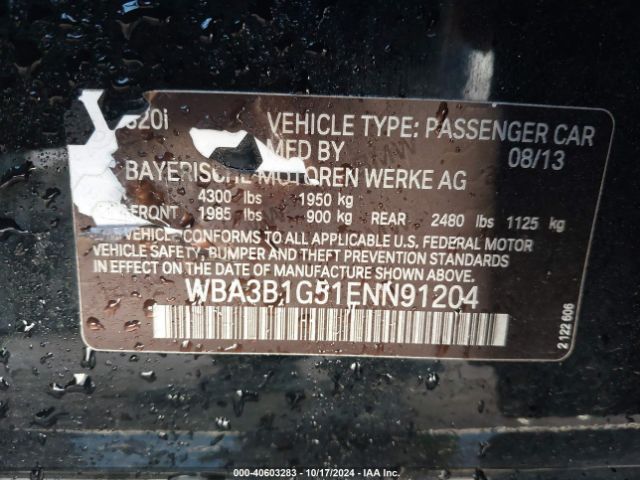 320i VEHICLE TYPE: PASSENGER CAR
MFD BY 08/13
BAYERISCHE MOTOREN WERKE AG
4300 lbs 1950 kg
FRONT 1985 lbs 900 kg REAR 2480 lbs 1125 kg
VEHICLE CONFORMS TO ALL APPLICABLE U.S. FEDERAL MOTOR
VEHICLE SAFETY, BUMPER AND THEFT PREVENTION STANDARDS
IN EFFECT ON THE DATE OF MANUFACTURE SHOWN ABOVE.
WBA3B1G51ENN91204
2 122 606
000-40603283 - 10/17/2024 - IAA Inc.